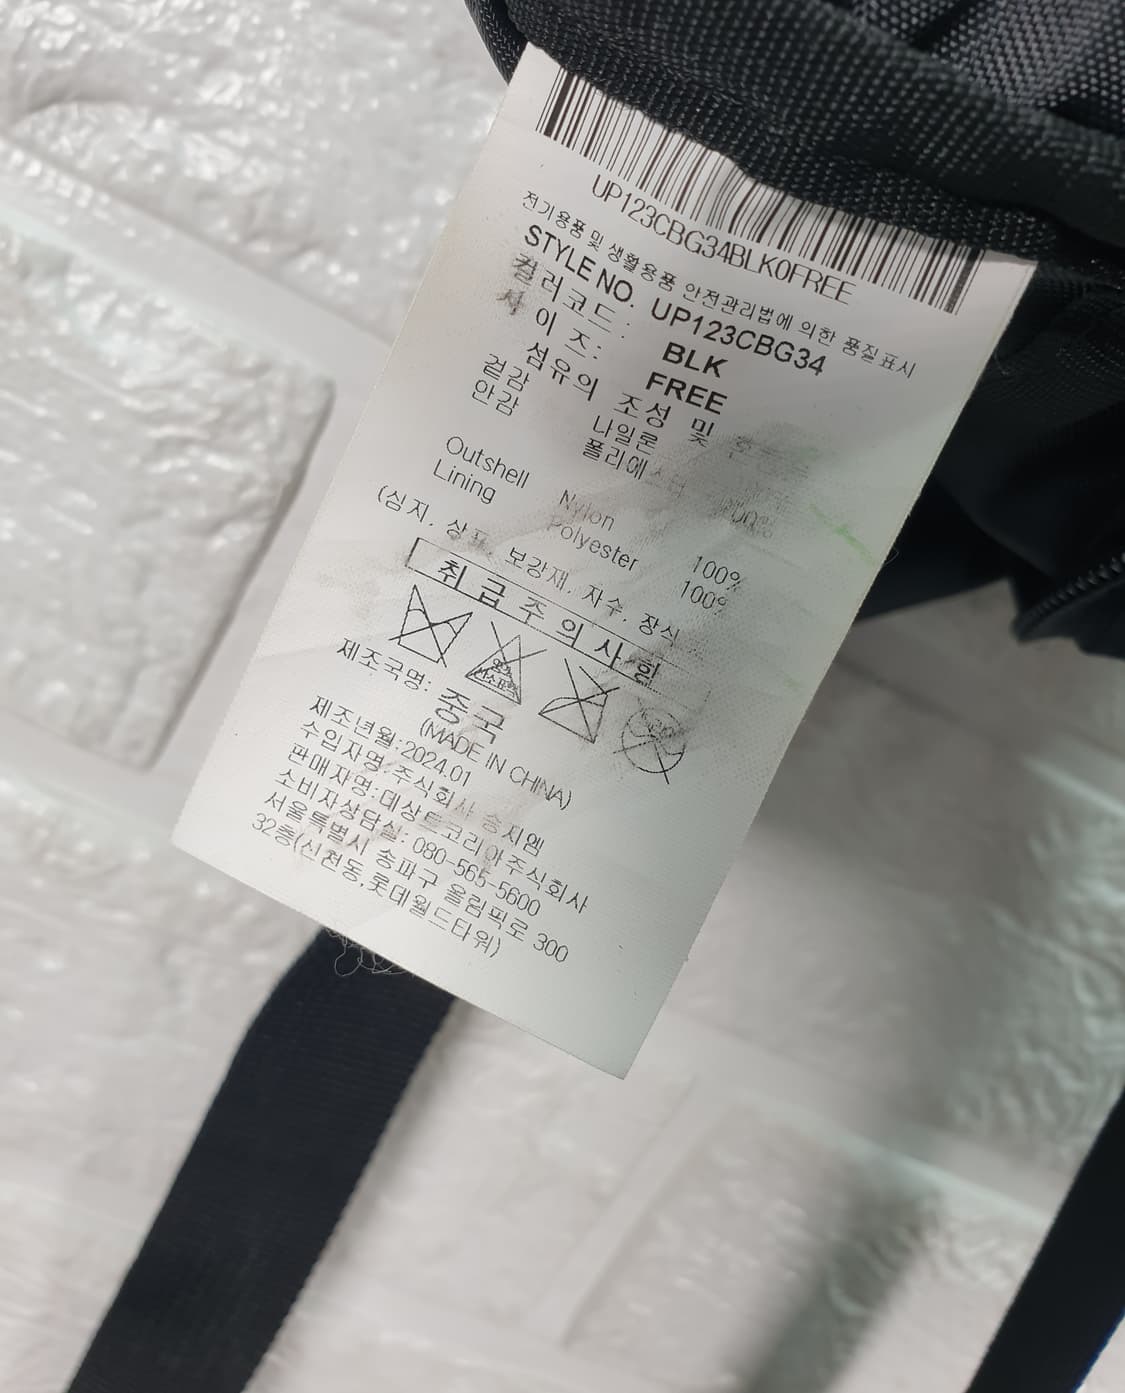 UP123CBG34BLK0FREE
전기용품 및 생활용품 안전관리법에 의한 품질표시
STYLE NO. UP123CBG34
컬러코드 : BLK
사 이 즈 : FREE
섬유의 조성 및
겉감 나일론
안감 폴리에스터 100%
Outshell Nylon 100%
Lining Polyester 100%
(심지, 상표, 보강재, 자수, 장식
취급주의사항
제조국명: 중국
(MADE IN CHINA)
제조년월:2024.01
수입자명:주식회사 송지엠
판매자명:데상트코리아주식회사
소비자상담실: 080-565-5600
서울특별시 송파구 올림픽로 300
32층(신천동,롯데월드타워)